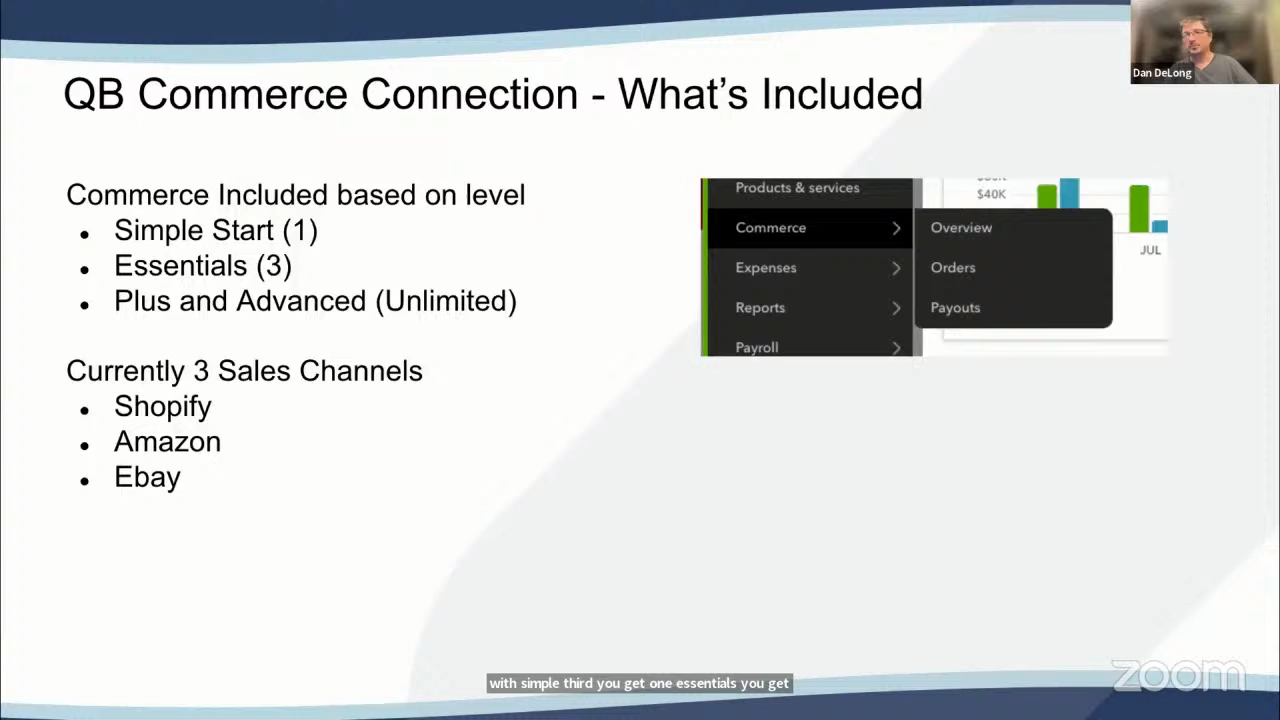 Dan DeLong
QB Commerce Connection - What's Included
Commerce Included based on level
● Simple Start (1)
● Essentials (3)
● Plus and Advanced (Unlimited)
Currently 3 Sales Channels
● Shopify
● Amazon
● Ebay
Products & services
Commerce
Expenses
Reports
Payroll
Overview
Orders
Payouts
$40K
JUL
with simple third you get one essentials you get
zoom